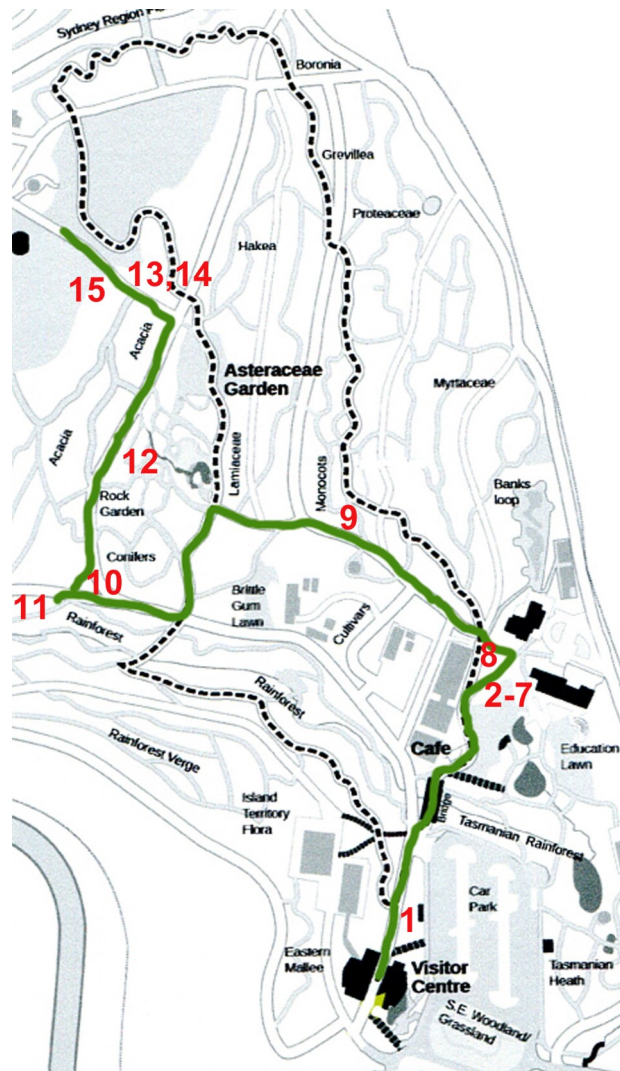 Sydney Region
Boronia
Grevillea
Proteaceae
Hakea
13, 14
15
Acacia
Asteraceae
Garden
Myrtaceae
Acacia
12
Lamiaceae
Monocots
Banks
loop
Rock
Garden
9
Conifers
10
11
Brittle
Gum
Lawn
Cultivars
Rainforest
8
2-7
Rainforest
Rainforest Verge
Cafe
Education
Lawn
Island
Territory
Flora
Bridge
Tasmanian Rainforest
Car
Park
1
Eastern
Mallee
Visitor
Centre
Tasmanian
Heath
S.E. Woodland/
Grassland